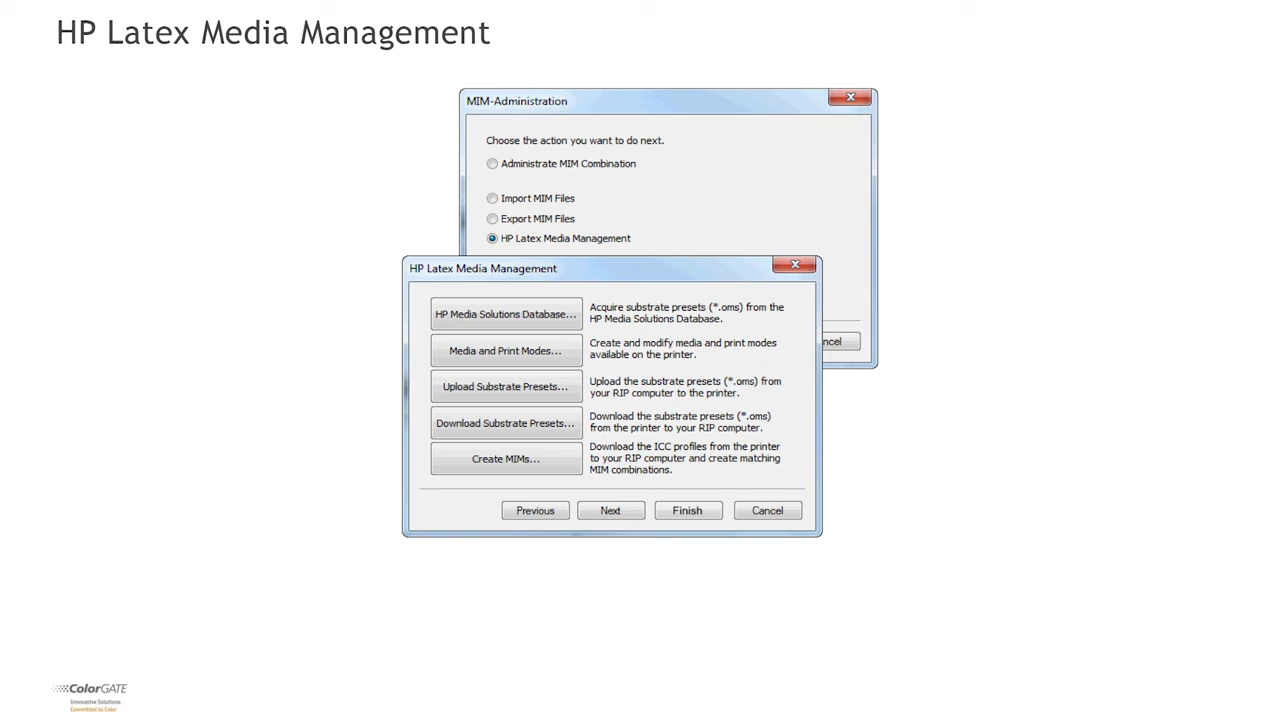 HP Latex Media Management
MIM-Administration
Choose the action you want to do next.
Administrate MIM Combination
Import MIM Files
Export MIM Files
HP Latex Media Management
ncel
HP Latex Media Management
HP Media Solutions Database...
Acquire substrate presets (*.oms) from the
HP Media Solutions Database.
Media and Print Modes...
Create and modify media and print modes
available on the printer.
Upload Substrate Presets...
Upload the substrate presets (*.oms) from
your RIP computer to the printer.
Download Substrate Presets...
Download the substrate presets (*.oms)
from the printer to your RIP computer.
Create MIMs...
Download the ICC profiles from the printer
to your RIP computer and create matching
MIM combinations.
Previous Next Finish Cancel
ColorGATE
Innovative Solutions
Committed to Color